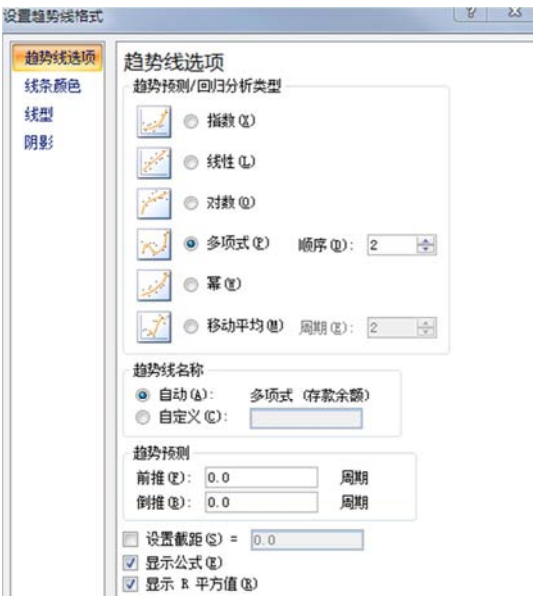 设置趋势线格式
趋势线选项
线条颜色
线型
阴影
趋势线选项
趋势预测/回归分析类型
指数(X)
线性(L)
对数(O)
多项式(P) 顺序(D): 2
幂(W)
移动平均(M) 周期(E): 2
趋势线名称
自动(A): 多项式 (存款余额)
自定义(C):
趋势预测
前推(F): 0.0 周期
倒推(B): 0.0 周期
设置截距(S) = 0.0
显示公式(E)
显示 R 平方值(R)